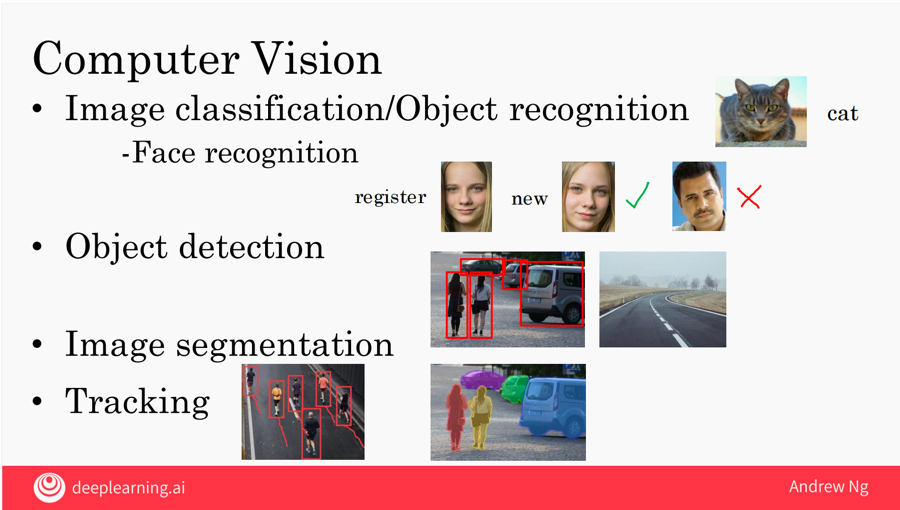 Computer Vision
• Image classification/Object recognition
cat
-Face recognition
register
new
• Object detection
• Image segmentation
• Tracking
deeplearning.ai
Andrew Ng